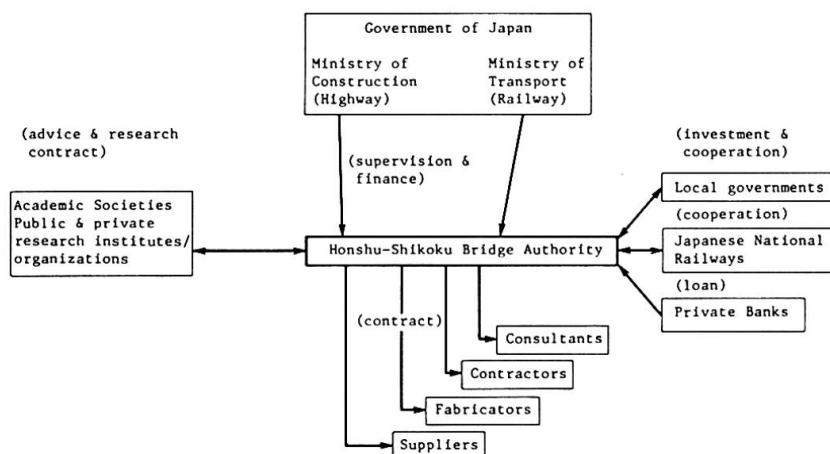 Government of Japan
Ministry of
Construction
(Highway)
Ministry of
Transport
(Railway)
(advice & research
contract)
(supervision &
finance)
(investment &
cooperation)
Academic Societies
Public & private
research institutes/
organizations
Honshu-Shikoku Bridge Authority
Local governments
(cooperation)
Japanese National
Railways
(loan)
Private Banks
(contract)
Consultants
Contractors
Fabricators
Suppliers